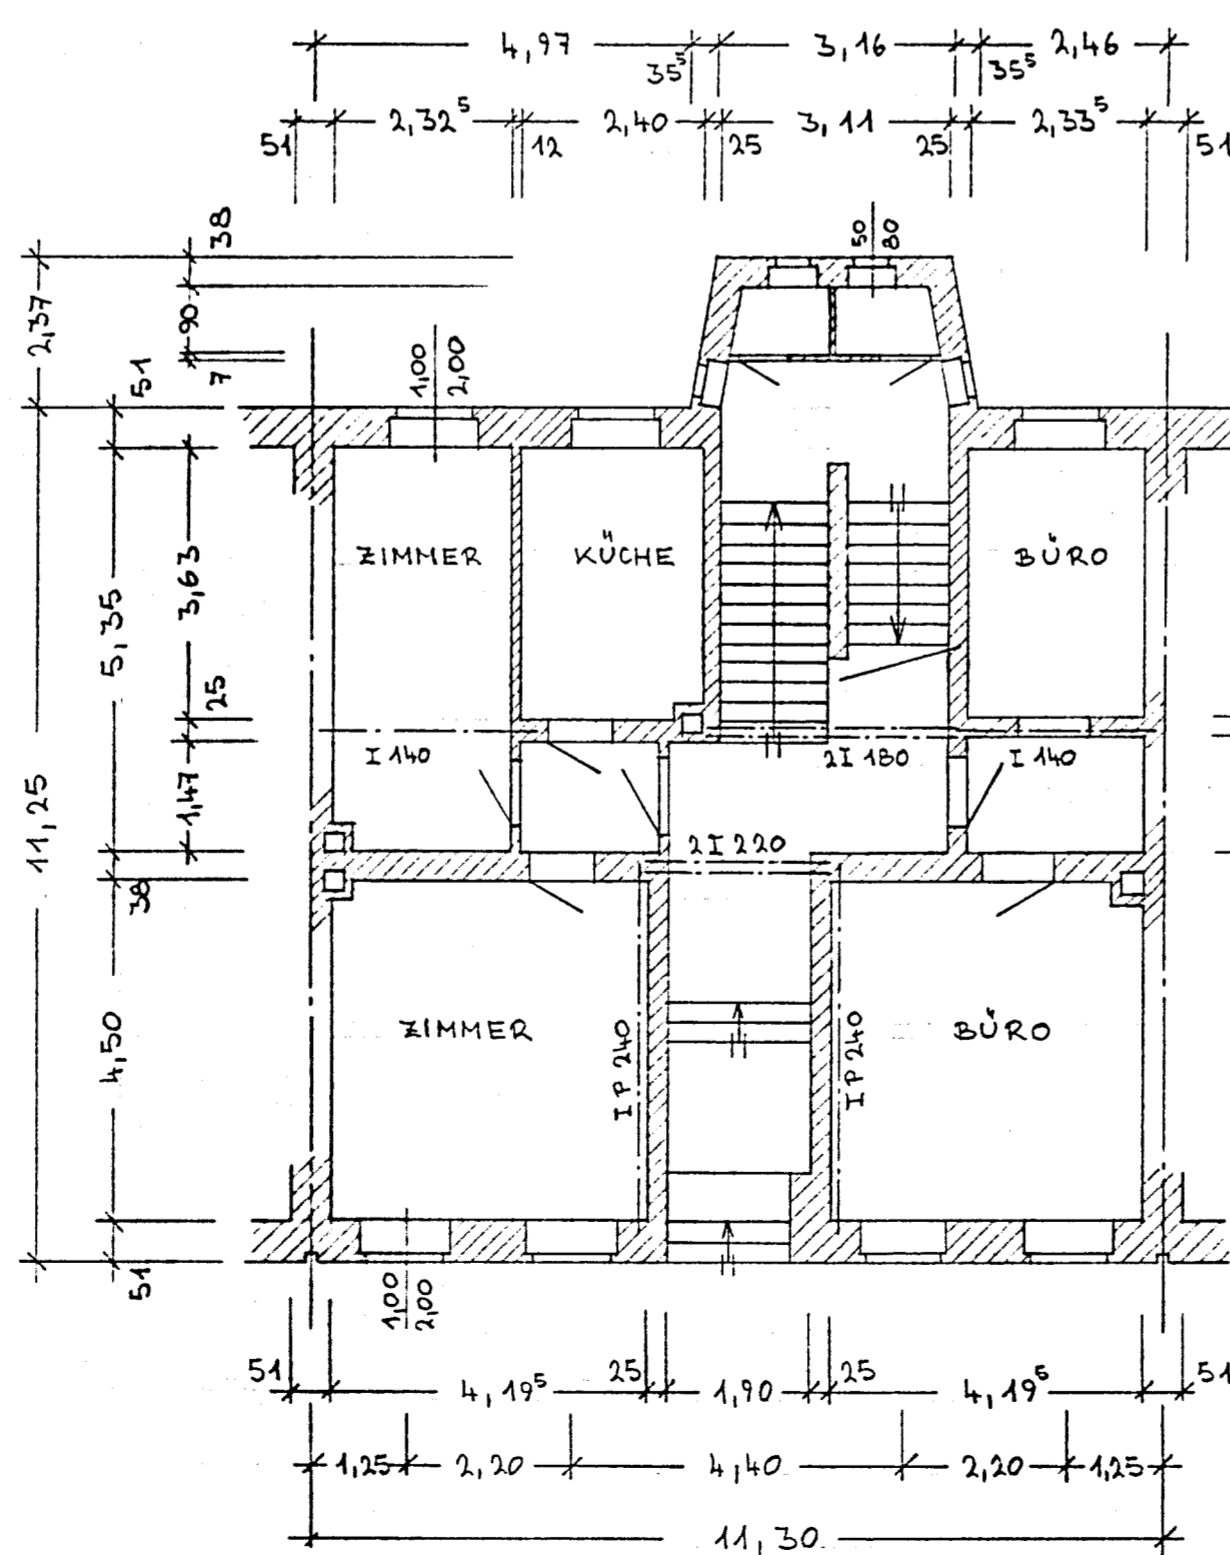 4,97 3,16 2,46
35⁵ 35⁵
2,32⁵ 2,40 3,11 2,33⁵
51 12 25 25 51
38
50 80
2,37
90
7
51
1,00 2,00
ZIMMER KÜCHE BÜRO
3,63
5,35
25
I 140 2I 180 I 140
1,47
2I 220
11,25
38
ZIMMER BÜRO
4,50
I P 240 I P 240
51
1,00 2,00
51 25 25 51
4,19⁵ 1,90 4,19⁵
1,25 2,20 4,40 2,20 1,25
11,30